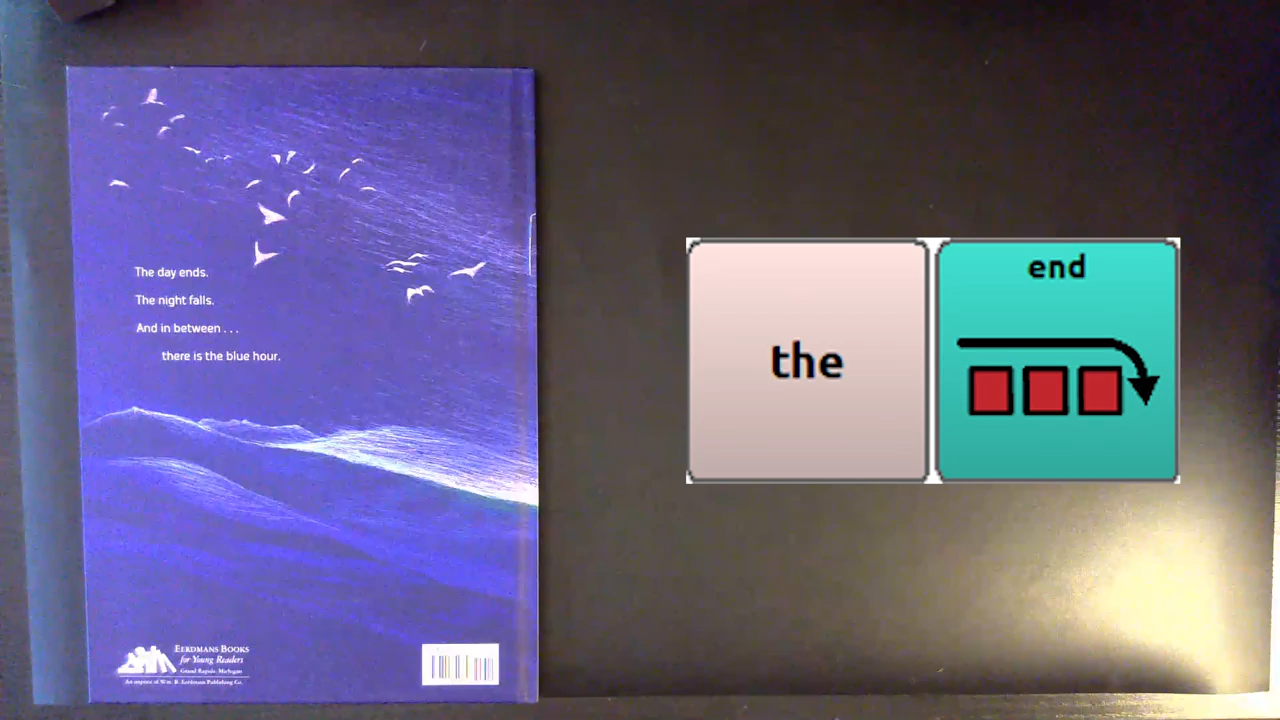 The day ends.
The night falls.
And in between . . .
there is the blue hour.
EERDMANS BOOKS
for Young Readers
Grand Rapids, Michigan
An imprint of Wm. B. Eerdmans Publishing Co.
the
end